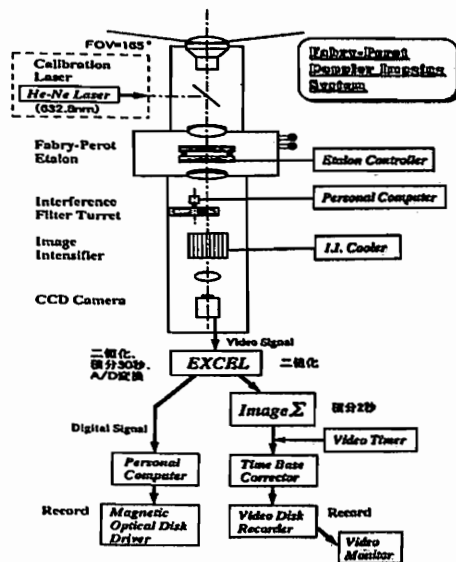 FOV=165°
Fabry-Perot
Doppler Imaging
System
Calibration
Laser
He-Ne Laser
(632.8nm)
Fabry-Perot
Etalon
Etalon Controller
Interference
Filter Turret
Personal Computer
Image
Intensifier
I.I. Cooler
CCD Camera
Video Signal
二値化、
積分30秒、
A/D変換
EXCEL
二値化
Image Σ
積分2秒
Digital Signal
Video Timer
Personal
Computer
Time Base
Corrector
Record
Magnetic
Optical Disk
Driver
Video Disk
Recorder
Record
Video
Monitor